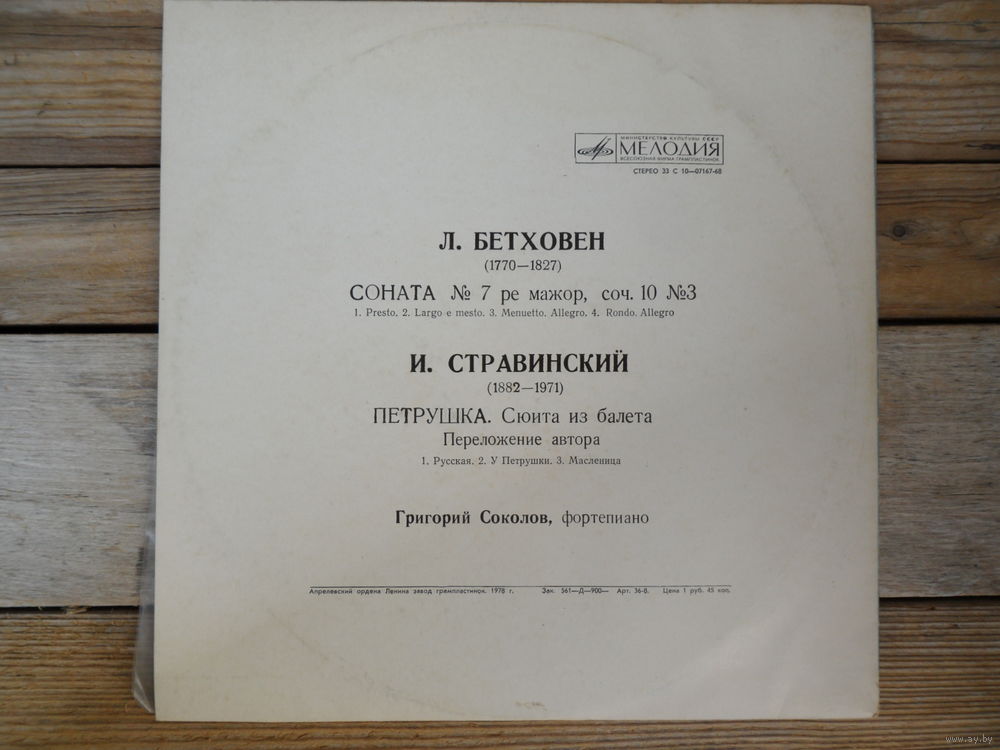 МИНИСТЕРСТВО КУЛЬТУРЫ СССР
МЕЛОДИЯ
ВСЕСОЮЗНАЯ ФИРМА ГРАМПЛАСТИНОК
СТЕРЕО 33 С 10—07167-68
Л. БЕТХОВЕН
(1770—1827)
СОНАТА № 7 ре мажор, соч. 10 №3
1. Presto. 2. Largo e mesto. 3. Menuetto. Allegro. 4. Rondo. Allegro
И. СТРАВИНСКИЙ
(1882—1971)
ПЕТРУШКА. Сюита из балета
Переложение автора
1. Русская. 2. У Петрушки. 3. Масленица
Григорий Соколов, фортепиано
Апрелевский ордена Ленина завод грампластинок. 1978 г. Зак. 561—Д—900— Арт. 36-8. Цена 1 руб. 45 коп.
www.ay.by